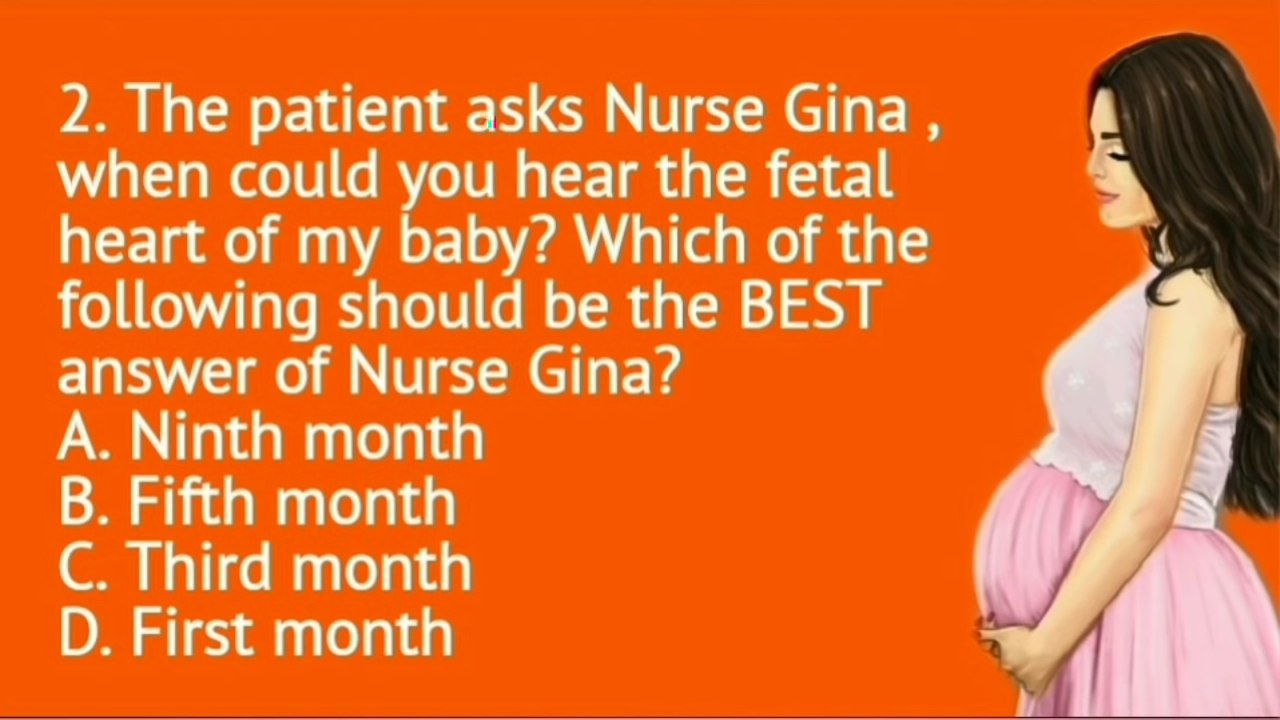 2. The patient asks Nurse Gina ,
when could you hear the fetal
heart of my baby? Which of the
following should be the BEST
answer of Nurse Gina?
A. Ninth month
B. Fifth month
C. Third month
D. First month